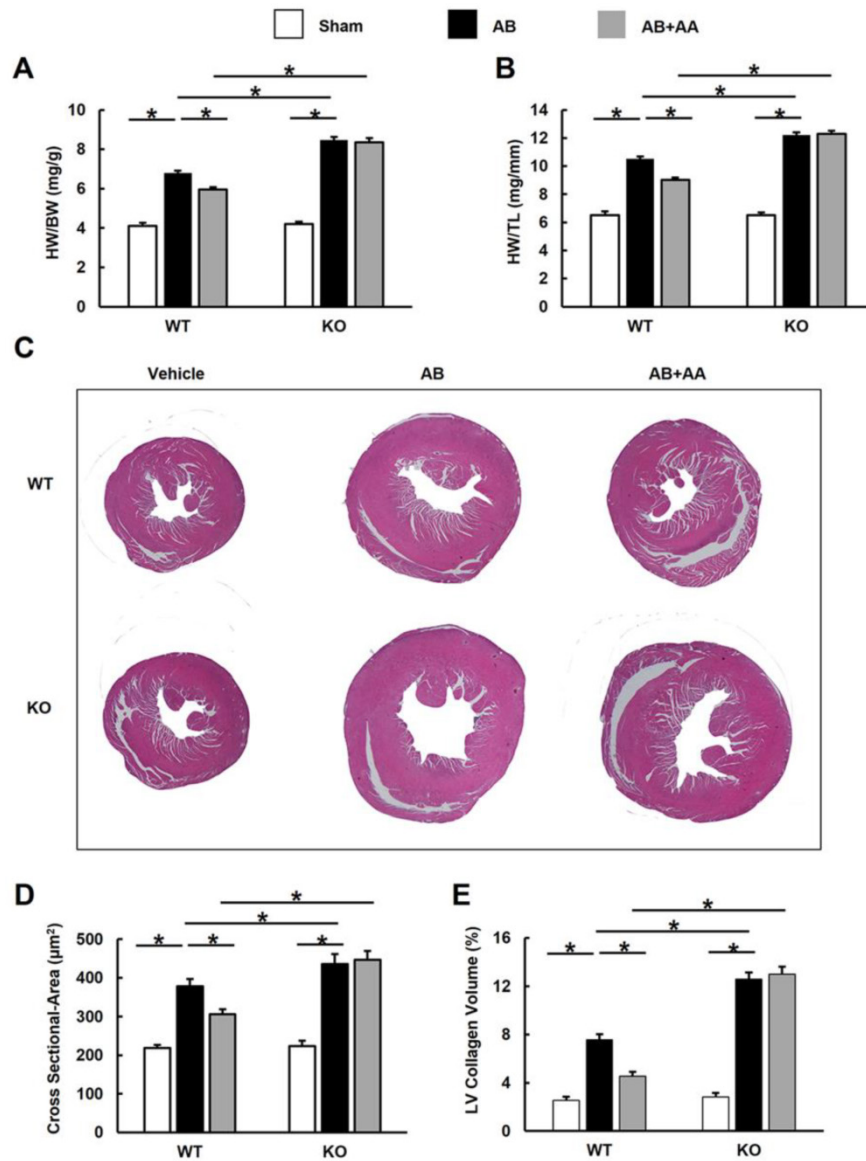 Sham AB AB+AA
A
*
*
* * *
HW/BW (mg/g)
10
8
6
4
2
0
WT KO
B
*
*
* * *
HW/TL (mg/mm)
14
12
10
8
6
4
2
0
WT KO
C
Vehicle AB AB+AA
WT
KO
D
*
*
* * *
Cross Sectional-Area (µm²)
500
400
300
200
100
0
WT KO
E
*
*
* * *
LV Collagen Volume (%)
16
12
8
4
0
WT KO